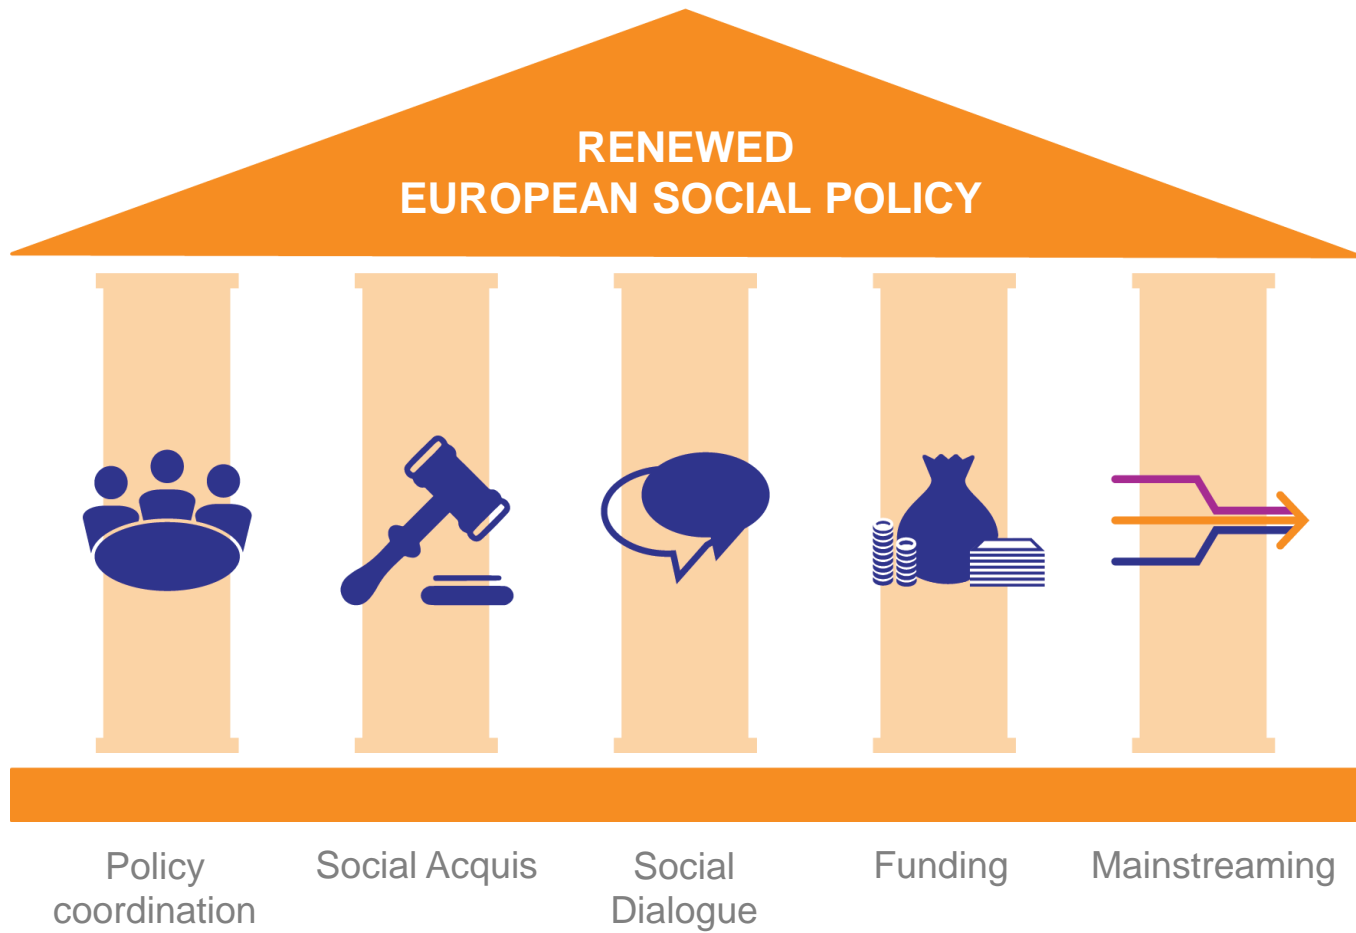 RENEWED
EUROPEAN SOCIAL POLICY
Policy
coordination
Social Acquis
Social
Dialogue
Funding
Mainstreaming